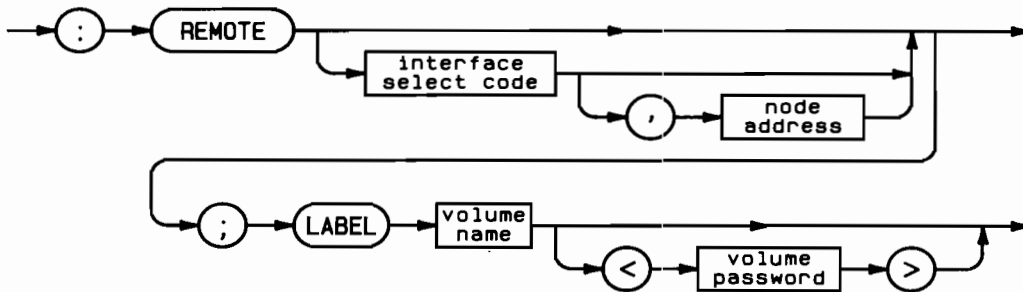 : REMOTE
interface
select code
,
node
address
; LABEL
volume
name
<
volume
password
>